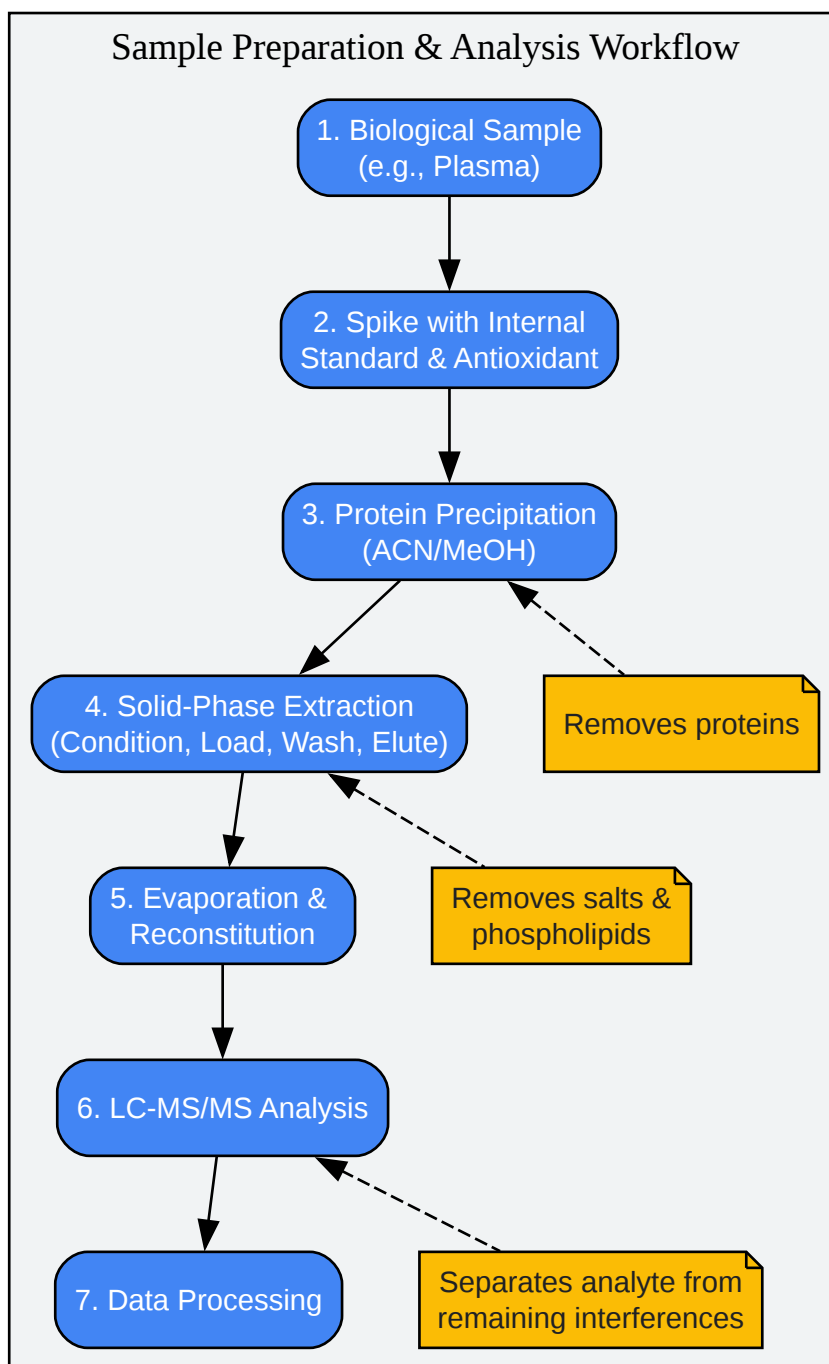 Sample Preparation & Analysis Workflow
1. Biological Sample
(e.g., Plasma)
2. Spike with Internal
Standard & Antioxidant
3. Protein Precipitation
(ACN/MeOH)
4. Solid-Phase Extraction
(Condition, Load, Wash, Elute)
Removes proteins
5. Evaporation &
Reconstitution
Removes salts &
phospholipids
6. LC-MS/MS Analysis
7. Data Processing
Separates analyte from
remaining interferences